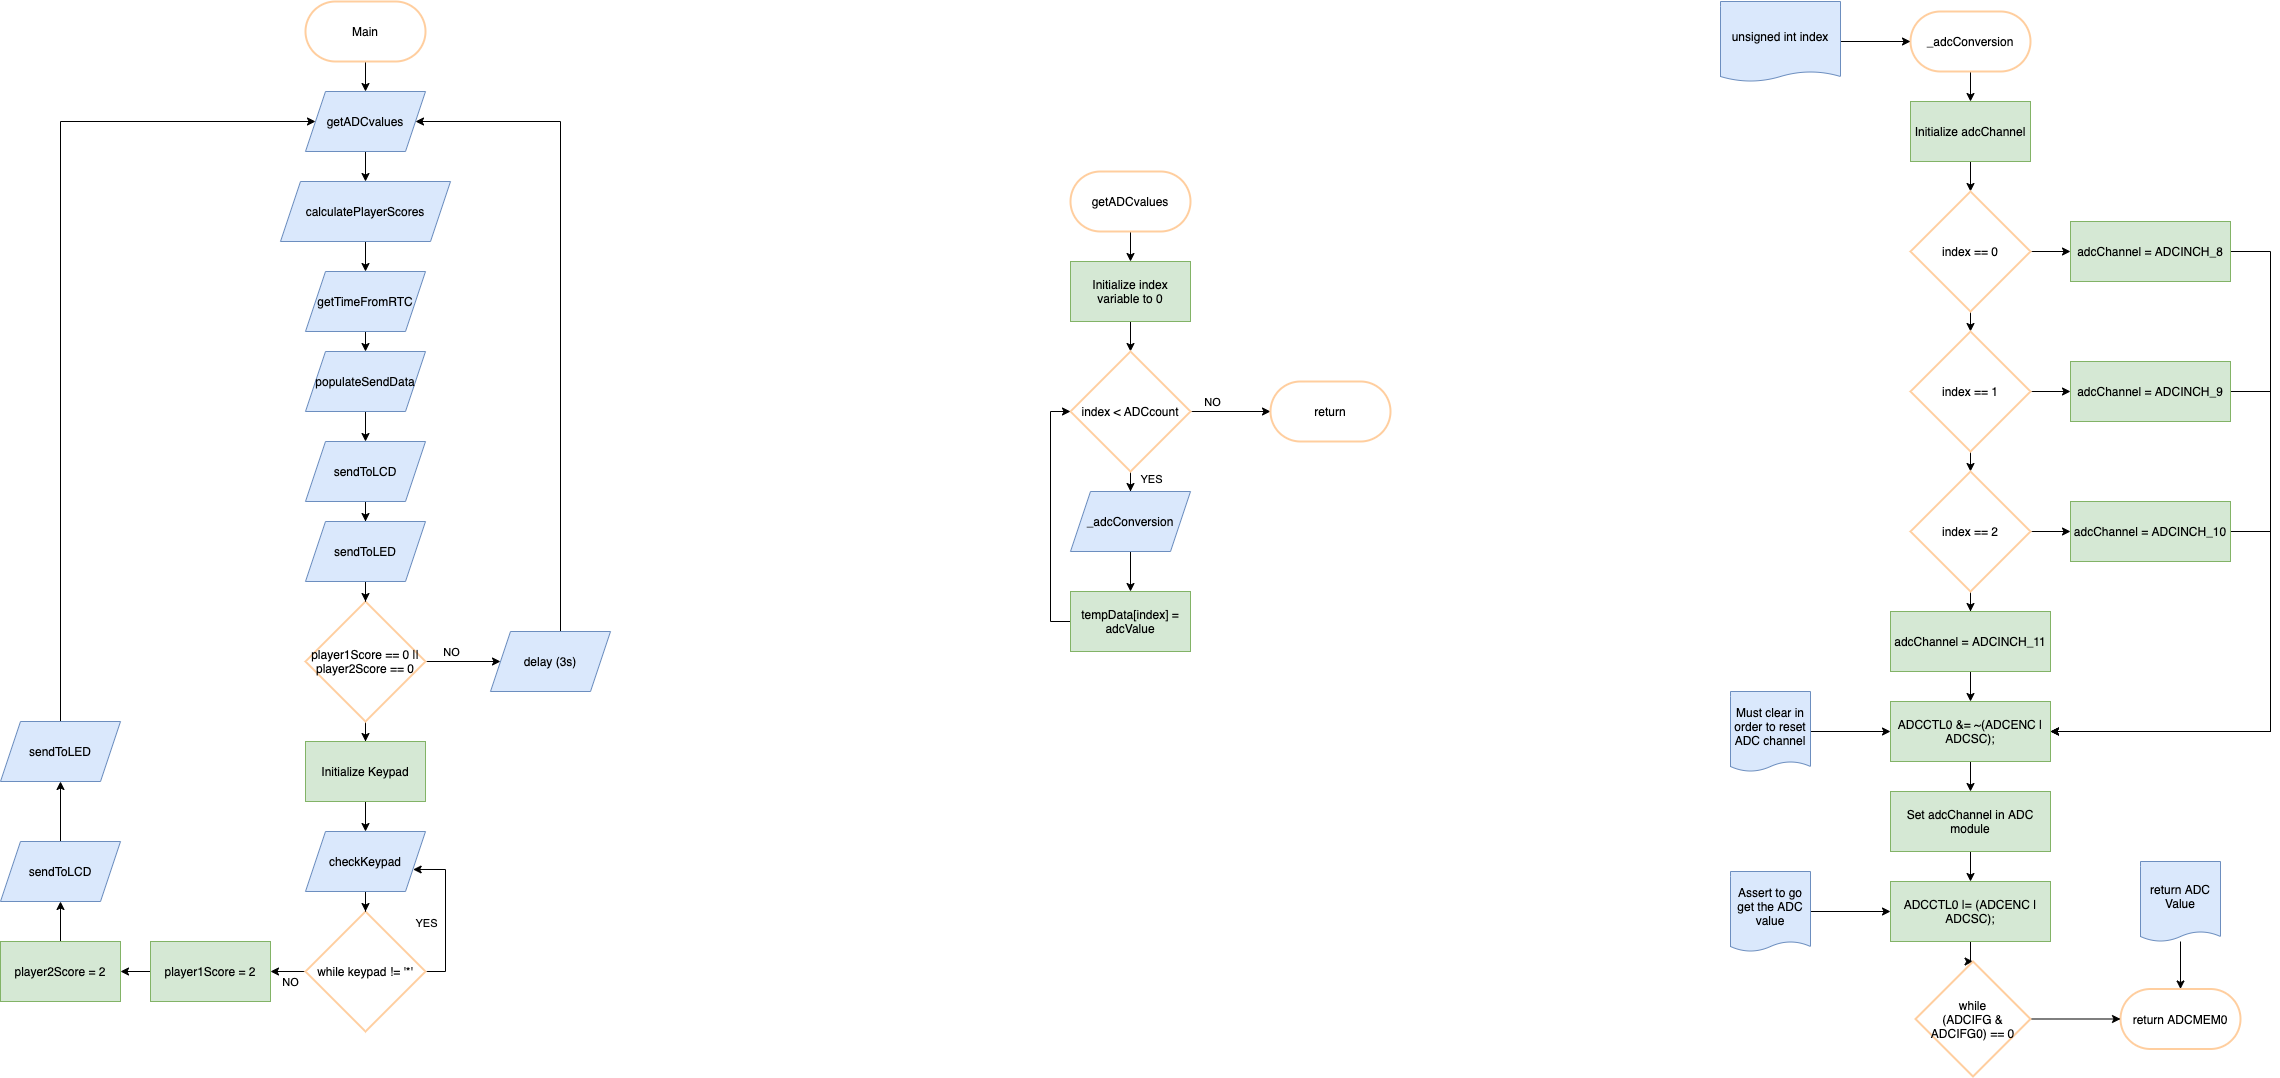 Main
getADCvalues
calculatePlayerScores
getTimeFromRTC
populateSendData
sendToLCD
sendToLED
player1Score == 0 ||
player2Score == 0
NO
delay (3s)
Initialize Keypad
checkKeypad
YES
while keypad != '*'
NO
player1Score = 2
player2Score = 2
sendToLCD
sendToLED
getADCvalues
Initialize index
variable to 0
index < ADCcount
NO
return
YES
_adcConversion
tempData[index] =
adcValue
unsigned int index
_adcConversion
Initialize adcChannel
index == 0
adcChannel = ADCINCH_8
index == 1
adcChannel = ADCINCH_9
index == 2
adcChannel = ADCINCH_10
adcChannel = ADCINCH_11
Must clear in
order to reset
ADC channel
ADCCTL0 &= ~(ADCENC |
ADCSC);
Set adcChannel in ADC
module
Assert to go
get the ADC
value
ADCCTL0 |= (ADCENC |
ADCSC);
return ADC
Value
while
(ADCIFG &
ADCIFG0) == 0
return ADCMEM0